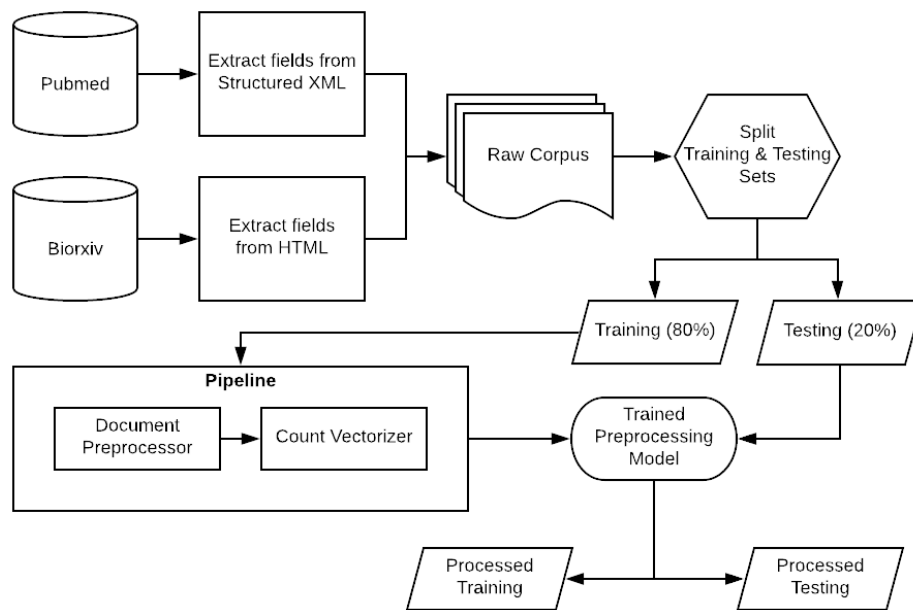 Pubmed
Extract fields from
Structured XML
Raw Corpus
Split
Training & Testing
Sets
Biorxiv
Extract fields
from HTML
Training (80%)
Testing (20%)
Pipeline
Document
Preprocessor
Count Vectorizer
Trained
Preprocessing
Model
Processed
Training
Processed
Testing